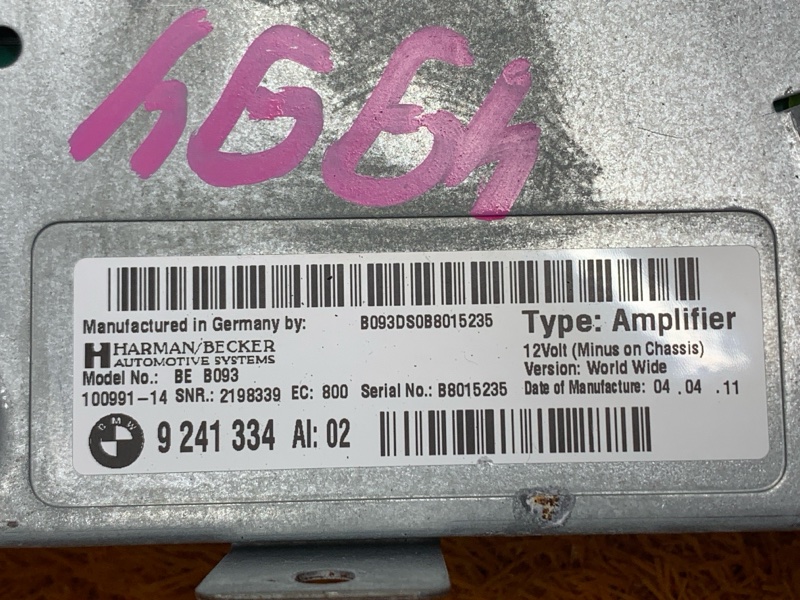 Manufactured in Germany by: B093DS0B8015235 Type: Amplifier
HARMAN/BECKER
AUTOMOTIVE SYSTEMS
12Volt (Minus on Chassis)
Model No.: BE B093 Version: World Wide
100991-14 SNR.: 2198339 EC: 800 Serial No.: B8015235 Date of Manufacture: 04 .04 .11
BMW 9 241 334 AI: 02